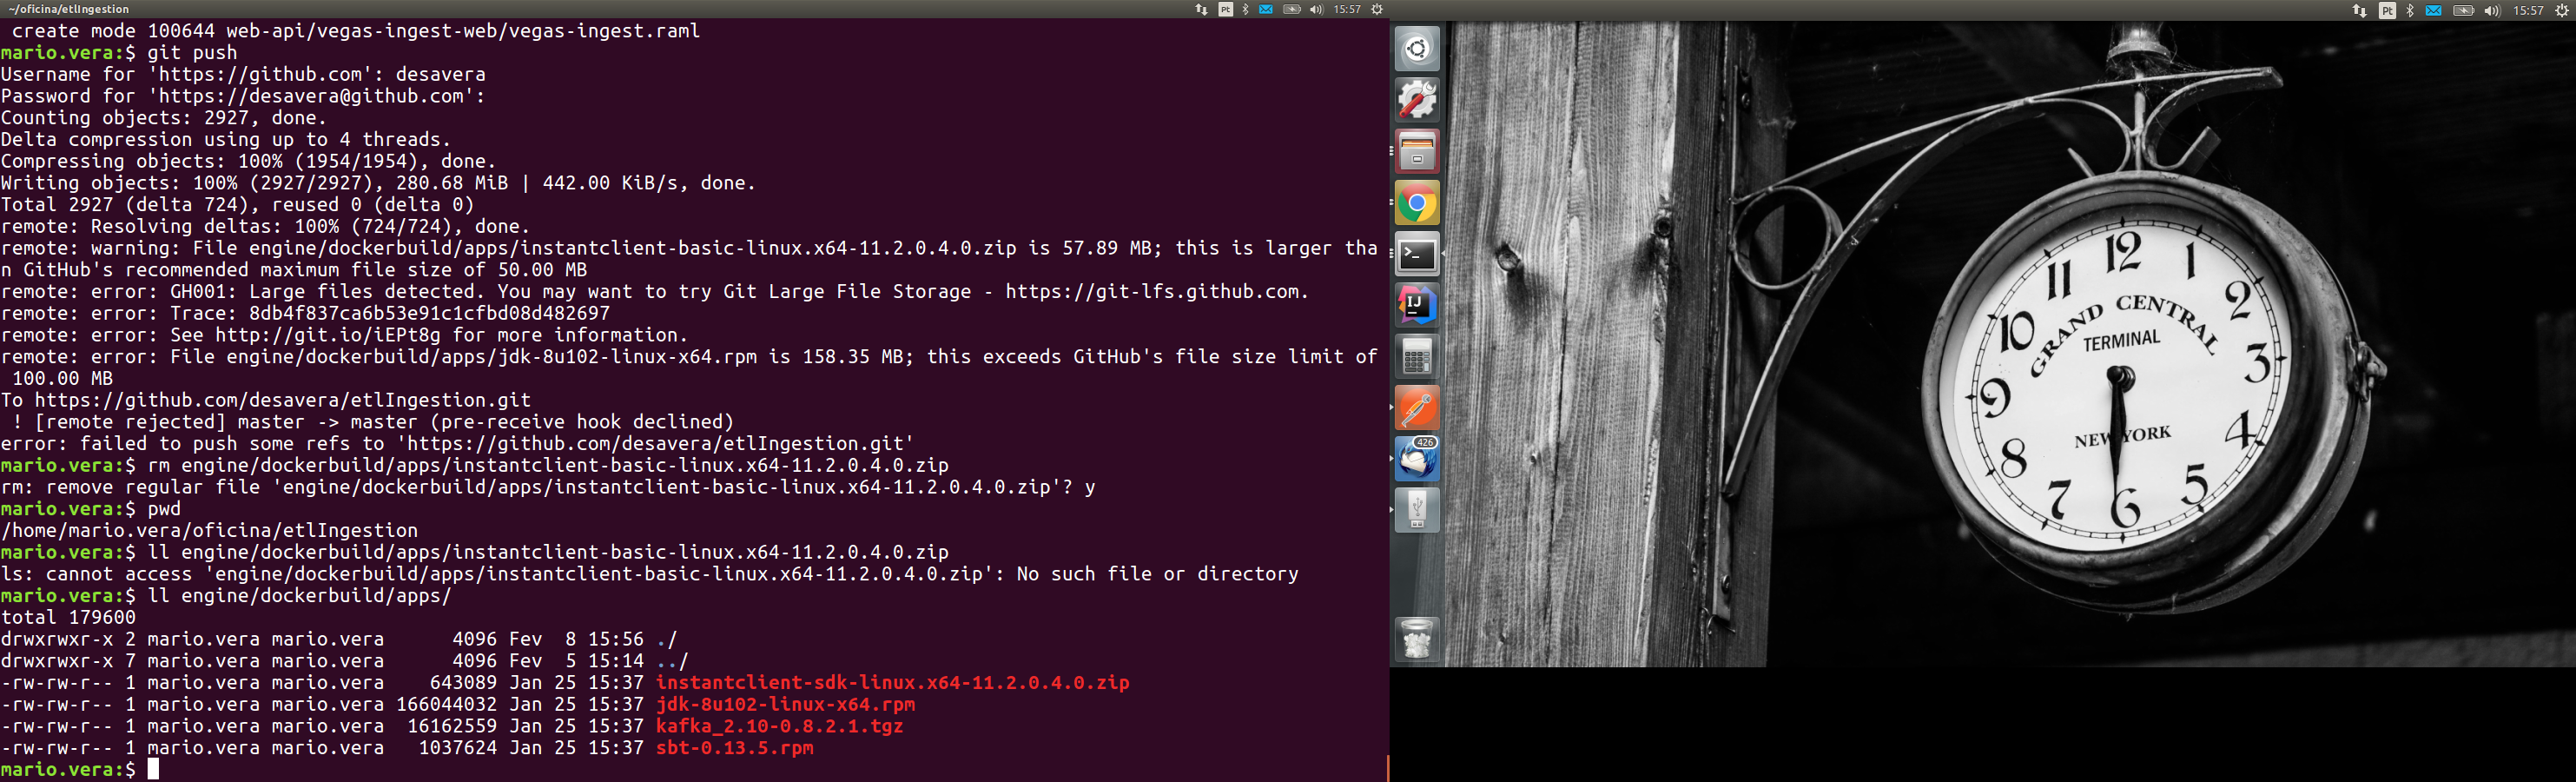 ~/oficina/etlIngestion
Pt
15:57
create mode 100644 web-api/vegas-ingest-web/vegas-ingest.raml
mario.vera:$ git push
Username for 'https://github.com': desavera
Password for 'https://desavera@github.com':
Counting objects: 2927, done.
Delta compression using up to 4 threads.
Compressing objects: 100% (1954/1954), done.
Writing objects: 100% (2927/2927), 280.68 MiB | 442.00 KiB/s, done.
Total 2927 (delta 724), reused 0 (delta 0)
remote: Resolving deltas: 100% (724/724), done.
remote: warning: File engine/dockerbuild/apps/instantclient-basic-linux.x64-11.2.0.4.0.zip is 57.89 MB; this is larger tha
n GitHub's recommended maximum file size of 50.00 MB
remote: error: GH001: Large files detected. You may want to try Git Large File Storage - https://git-lfs.github.com.
remote: error: Trace: 8db4f837ca6b53e91c1cfbd08d482697
remote: error: See http://git.io/iEPt8g for more information.
remote: error: File engine/dockerbuild/apps/jdk-8u102-linux-x64.rpm is 158.35 MB; this exceeds GitHub's file size limit of
100.00 MB
To https://github.com/desavera/etlIngestion.git
! [remote rejected] master -> master (pre-receive hook declined)
error: failed to push some refs to 'https://github.com/desavera/etlIngestion.git'
mario.vera:$ rm engine/dockerbuild/apps/instantclient-basic-linux.x64-11.2.0.4.0.zip
rm: remove regular file 'engine/dockerbuild/apps/instantclient-basic-linux.x64-11.2.0.4.0.zip'? y
mario.vera:$ pwd
/home/mario.vera/oficina/etlIngestion
mario.vera:$ ll engine/dockerbuild/apps/instantclient-basic-linux.x64-11.2.0.4.0.zip
ls: cannot access 'engine/dockerbuild/apps/instantclient-basic-linux.x64-11.2.0.4.0.zip': No such file or directory
mario.vera:$ ll engine/dockerbuild/apps/
total 179600
drwxrwxr-x 2 mario.vera mario.vera 4096 Fev 8 15:56 ./
drwxrwxr-x 7 mario.vera mario.vera 4096 Fev 5 15:14 ../
-rw-rw-r-- 1 mario.vera mario.vera 643089 Jan 25 15:37 instantclient-sdk-linux.x64-11.2.0.4.0.zip
-rw-rw-r-- 1 mario.vera mario.vera 166044032 Jan 25 15:37 jdk-8u102-linux-x64.rpm
-rw-rw-r-- 1 mario.vera mario.vera 16162559 Jan 25 15:37 kafka_2.10-0.8.2.1.tgz
-rw-rw-r-- 1 mario.vera mario.vera 1037624 Jan 25 15:37 sbt-0.13.5.rpm
mario.vera:$
Pt
15:57
IJ
426
12
1
2
3
4
5
6
7
8
9
10
11
GRAND CENTRAL
TERMINAL
NEW YORK